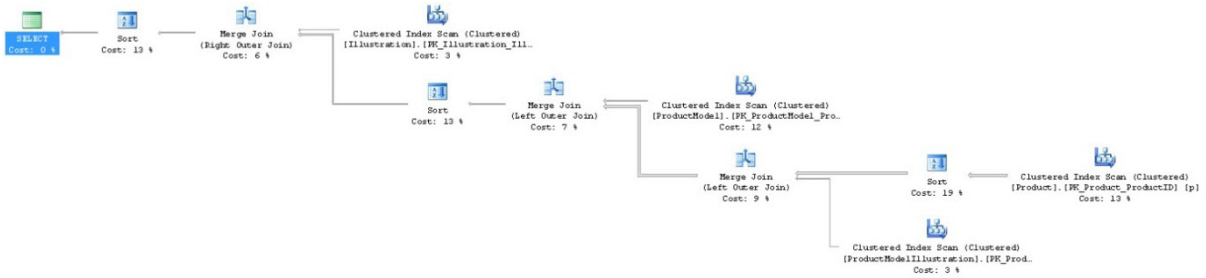 SELECT
Cost: 0 %
Sort
Cost: 13 %
Merge Join
(Right Outer Join)
Cost: 6 %
Clustered Index Scan (Clustered)
[Illustration].[PK_Illustration_Ill…
Cost: 3 %
Sort
Cost: 13 %
Merge Join
(Left Outer Join)
Cost: 7 %
Clustered Index Scan (Clustered)
[ProductModel].[PK_ProductModel_Pro…
Cost: 12 %
Merge Join
(Left Outer Join)
Cost: 9 %
Sort
Cost: 19 %
Clustered Index Scan (Clustered)
[Product].[PK_Product_ProductID] [p]
Cost: 13 %
Clustered Index Scan (Clustered)
[ProductModelIllustration].[PK_Prod…
Cost: 3 %